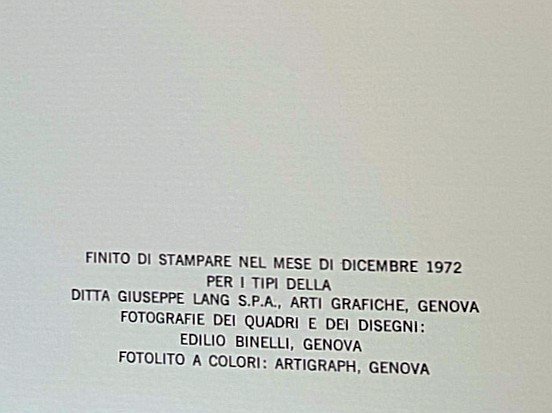 FINITO DI STAMPARE NEL MESE DI DICEMBRE 1972
PER I TIPI DELLA
DITTA GIUSEPPE LANG S.P.A., ARTI GRAFICHE, GENOVA
FOTOGRAFIE DEI QUADRI E DEI DISEGNI:
EDILIO BINELLI, GENOVA
FOTOLITO A COLORI: ARTIGRAPH, GENOVA